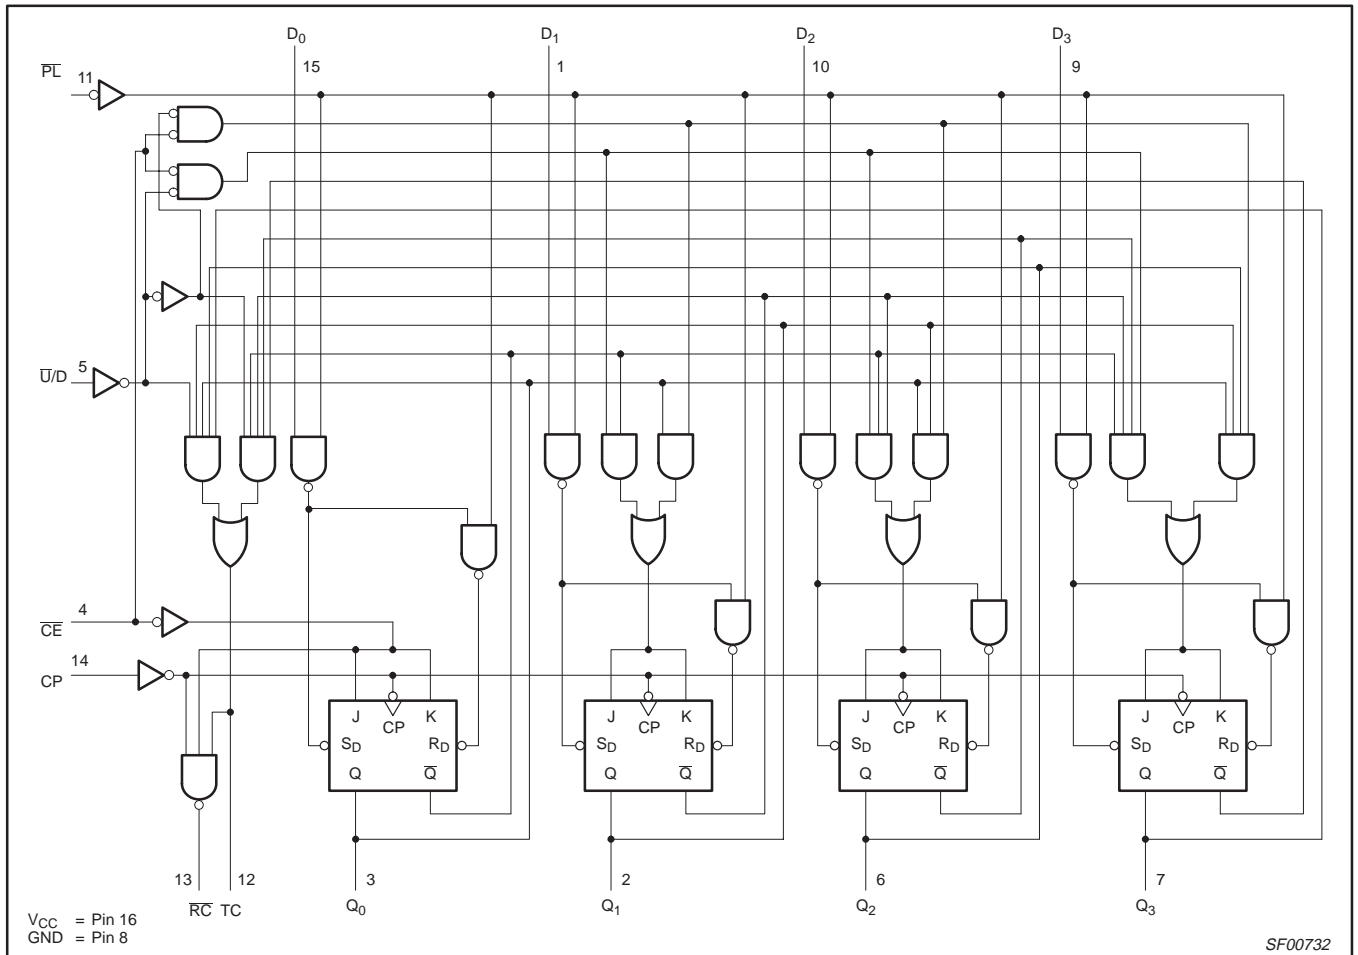 D0 D1 D2 D3
PL 11 15 1 10 9
5
U/D
4
CE
14
CP
J CP K J CP K J CP K J CP K
SD RD SD RD SD RD SD RD
Q Q Q Q Q Q Q Q
13 12 3 2 6 7
RC TC Q0 Q1 Q2 Q3
VCC = Pin 16
GND = Pin 8
SF00732